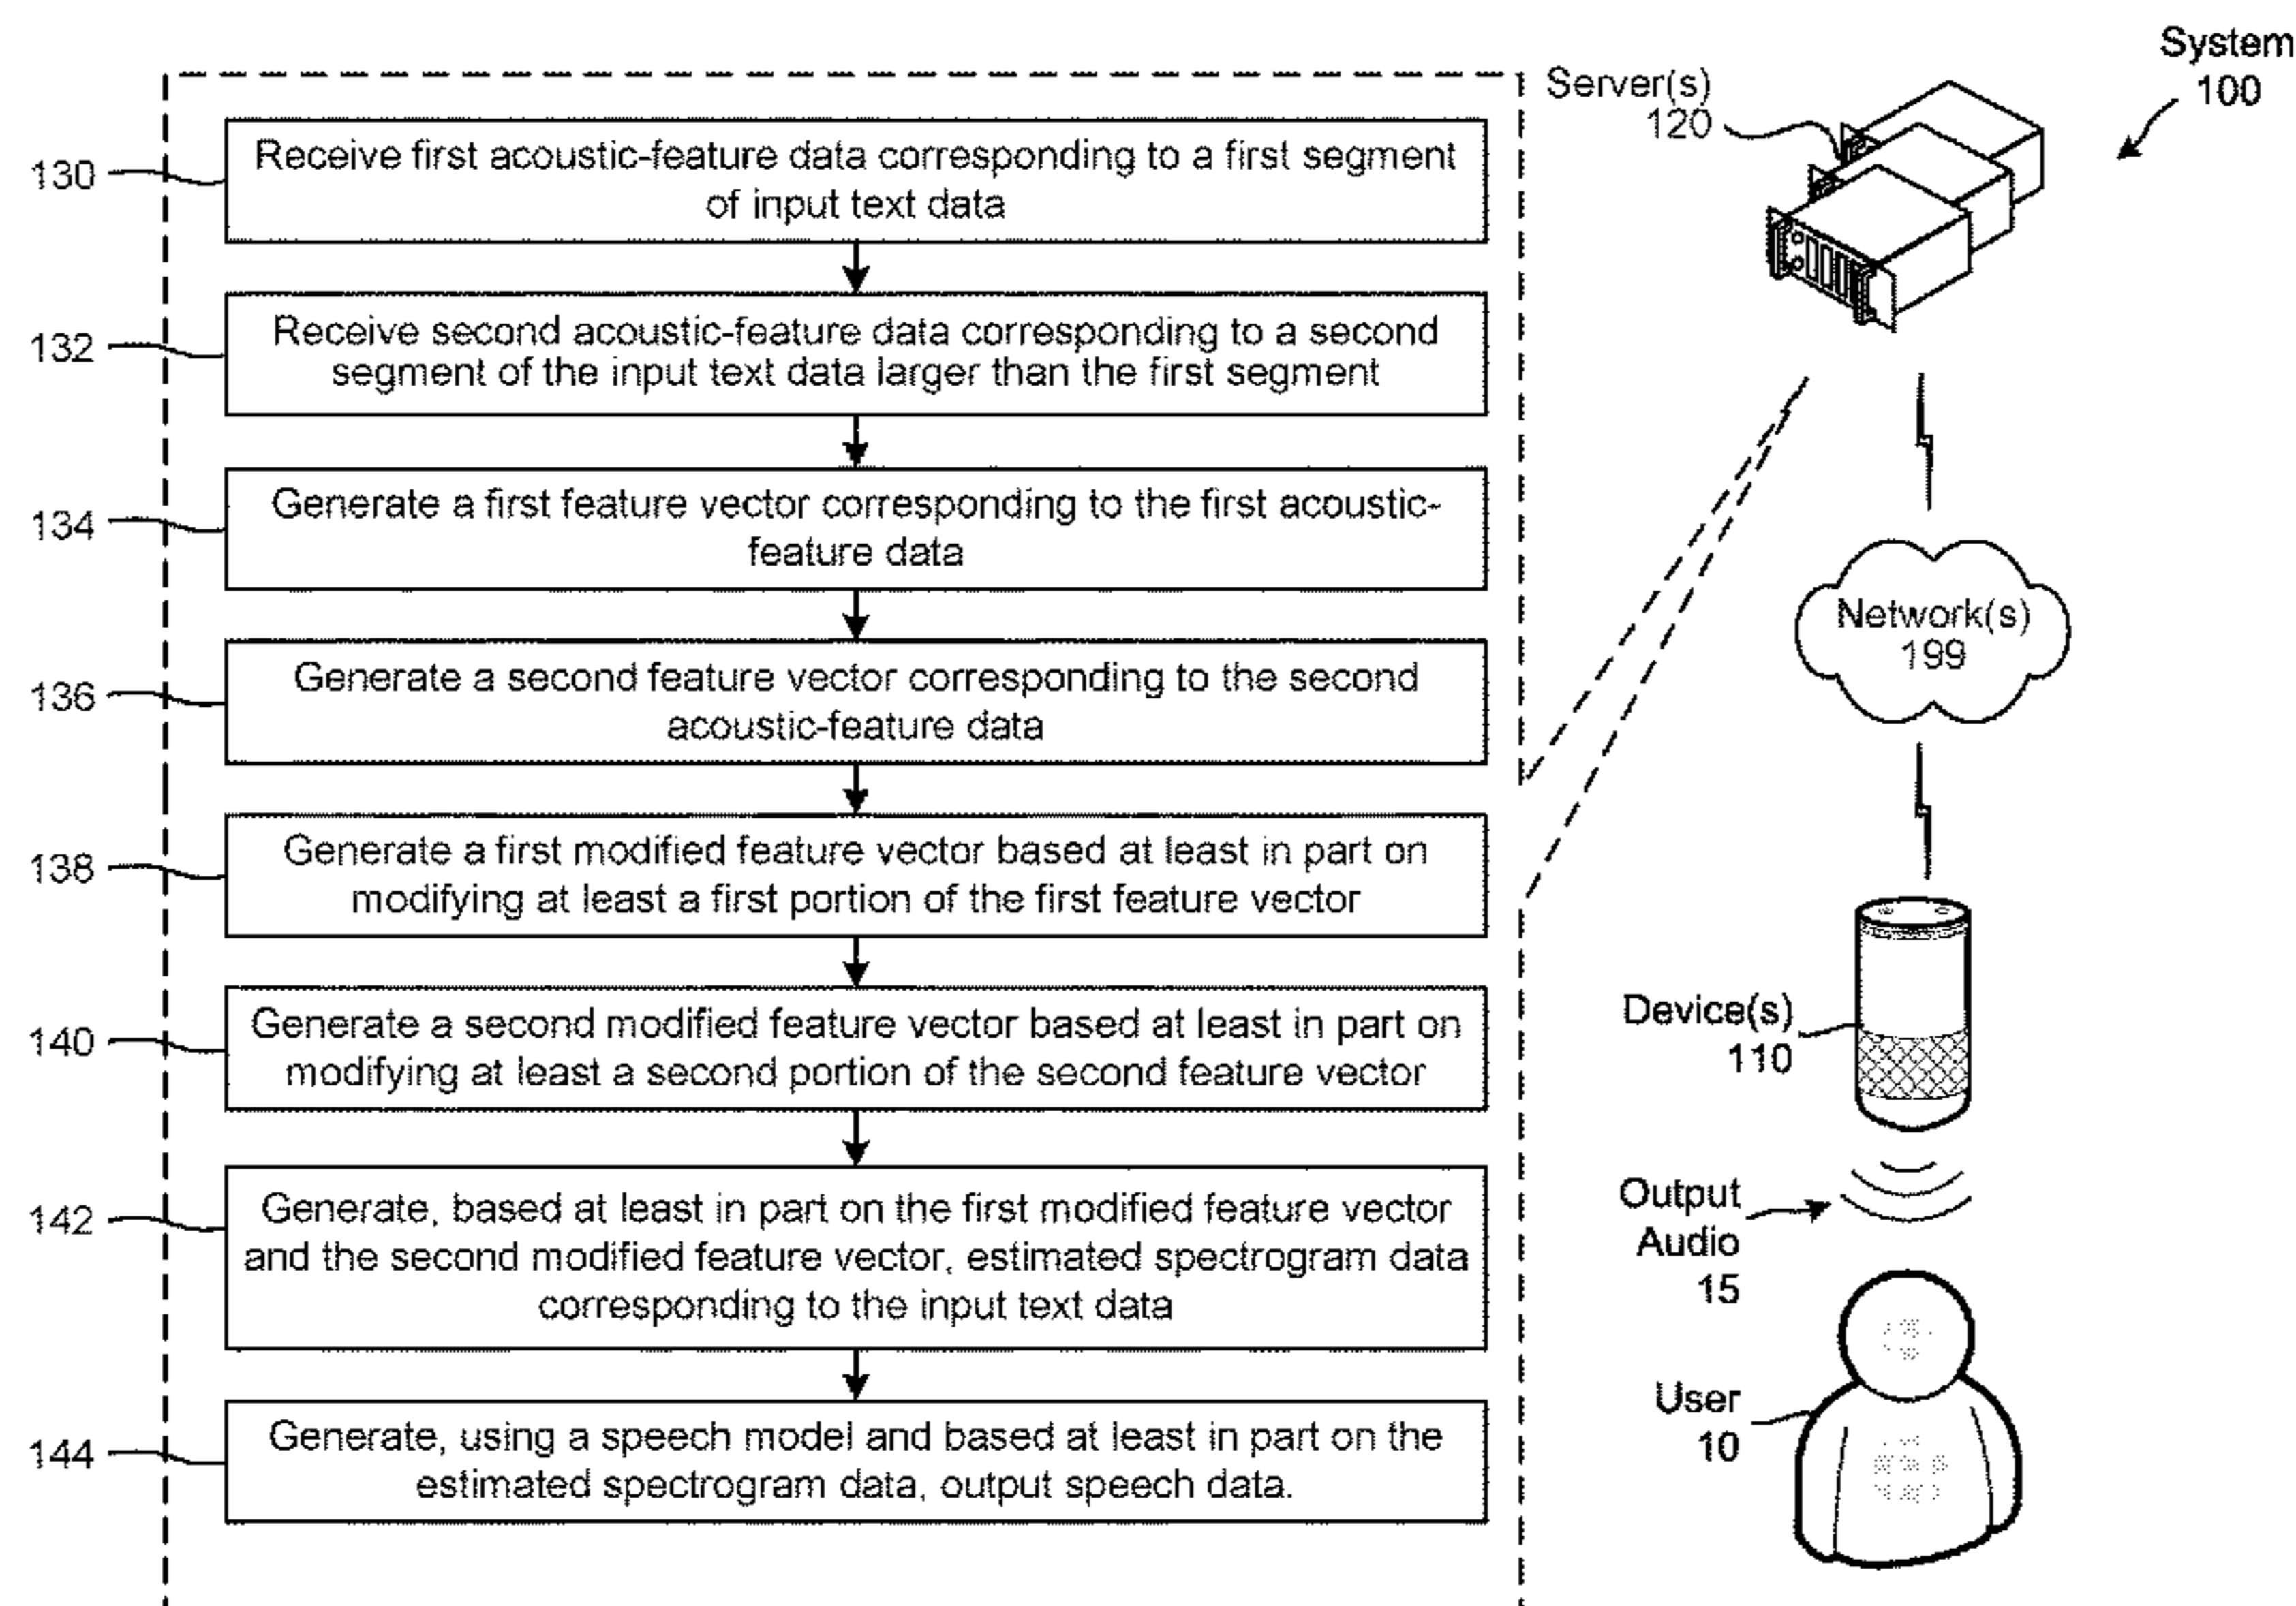 System
100
Server(s)
120
130
Receive first acoustic-feature data corresponding to a first segment
of input text data
132
Receive second acoustic-feature data corresponding to a second
segment of the input text data larger than the first segment
134
Generate a first feature vector corresponding to the first acoustic-
feature data
136
Generate a second feature vector corresponding to the second
acoustic-feature data
138
Generate a first modified feature vector based at least in part on
modifying at least a first portion of the first feature vector
140
Generate a second modified feature vector based at least in part on
modifying at least a second portion of the second feature vector
142
Generate, based at least in part on the first modified feature vector
and the second modified feature vector, estimated spectrogram data
corresponding to the input text data
144
Generate, using a speech model and based at least in part on the
estimated spectrogram data, output speech data.
Network(s)
199
Device(s)
110
Output
Audio
15
User
10